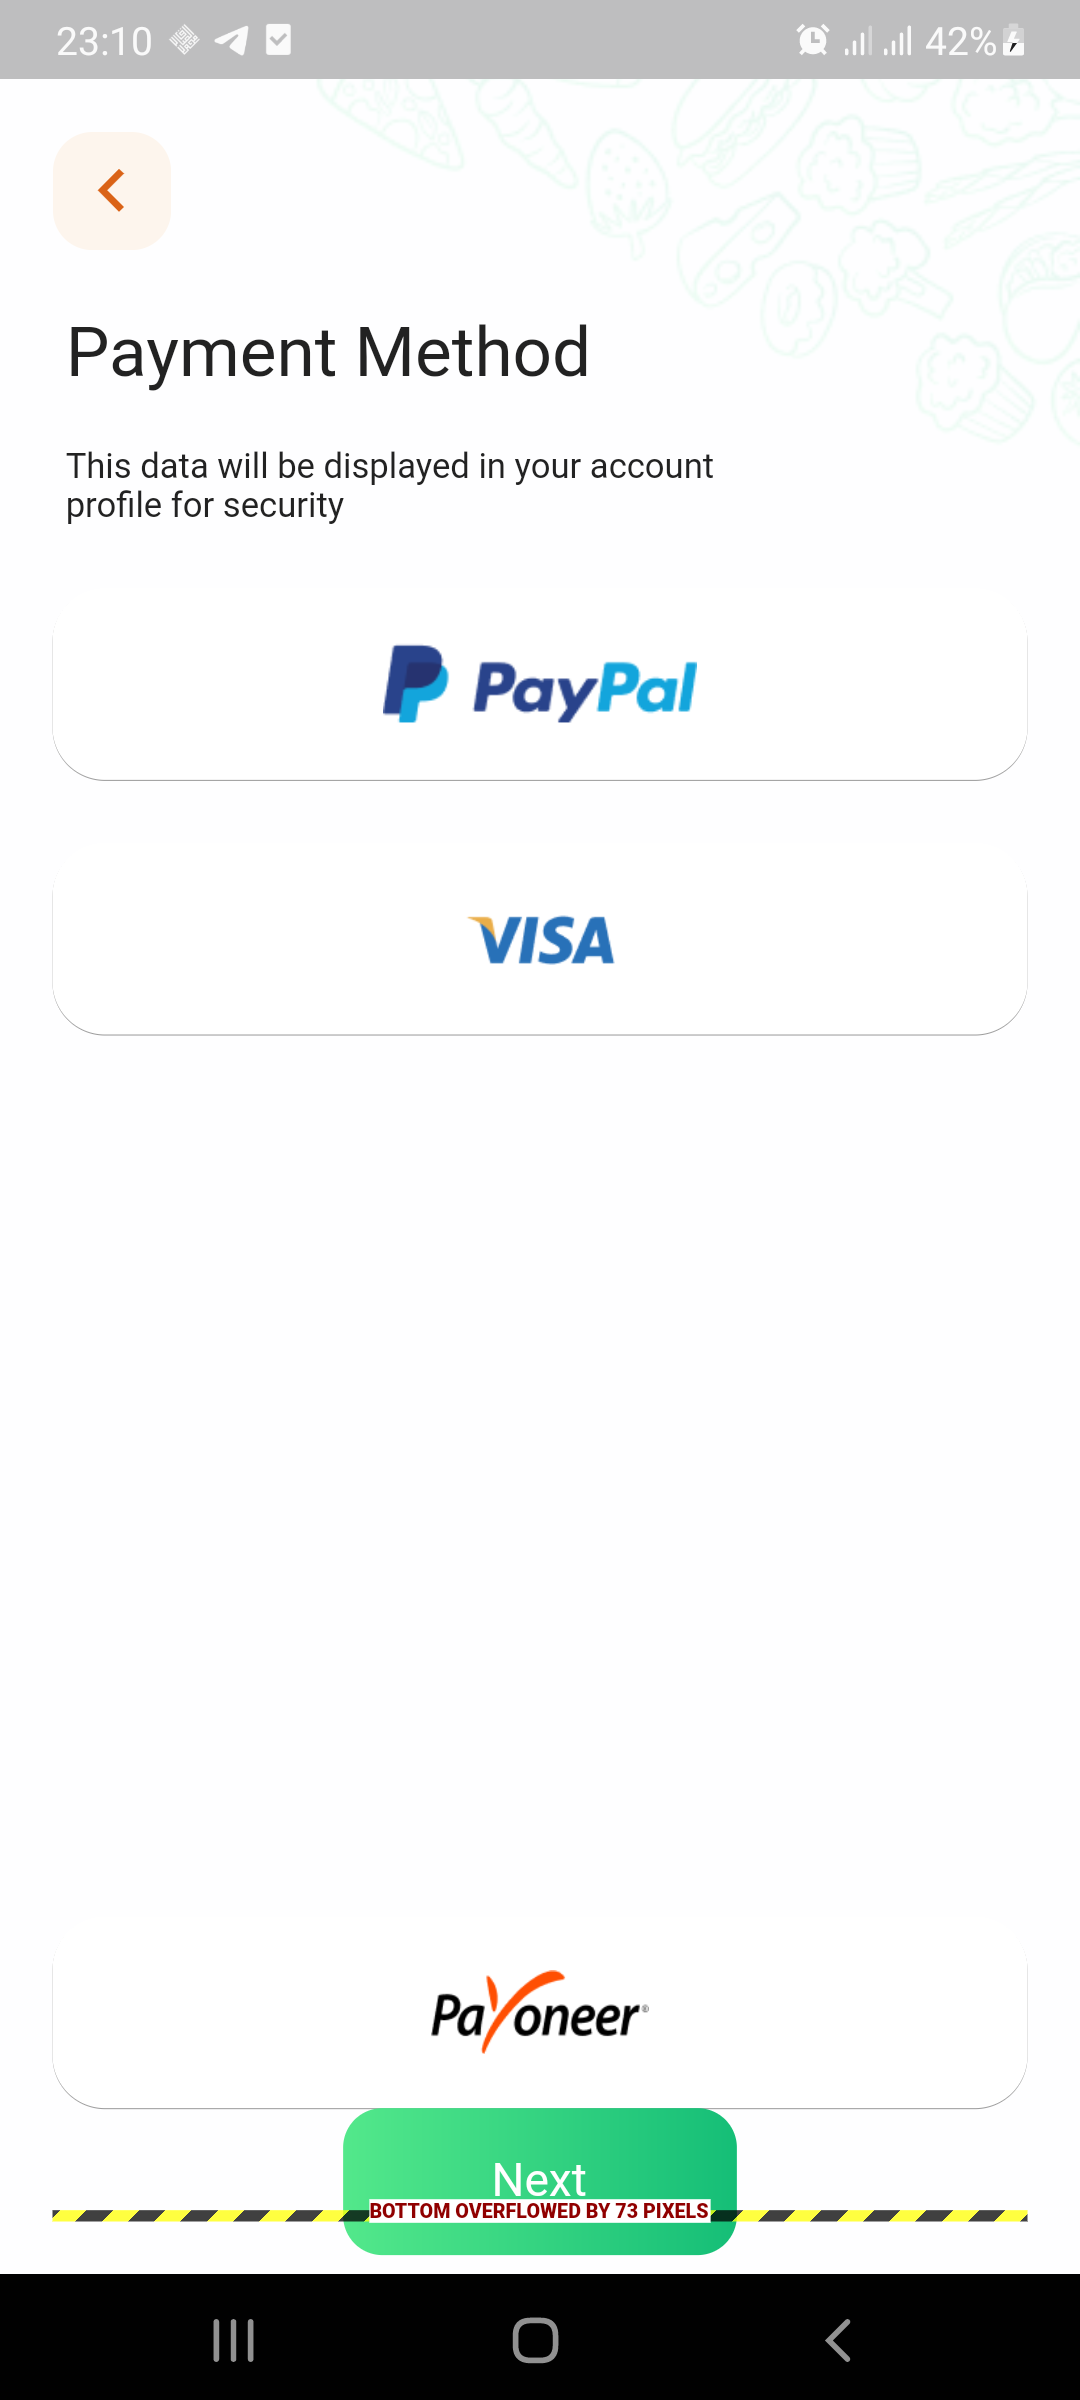 23:10
42%
Payment Method
This data will be displayed in your account
profile for security
PayPal
VISA
Payoneer®
Next
BOTTOM OVERFLOWED BY 73 PIXELS